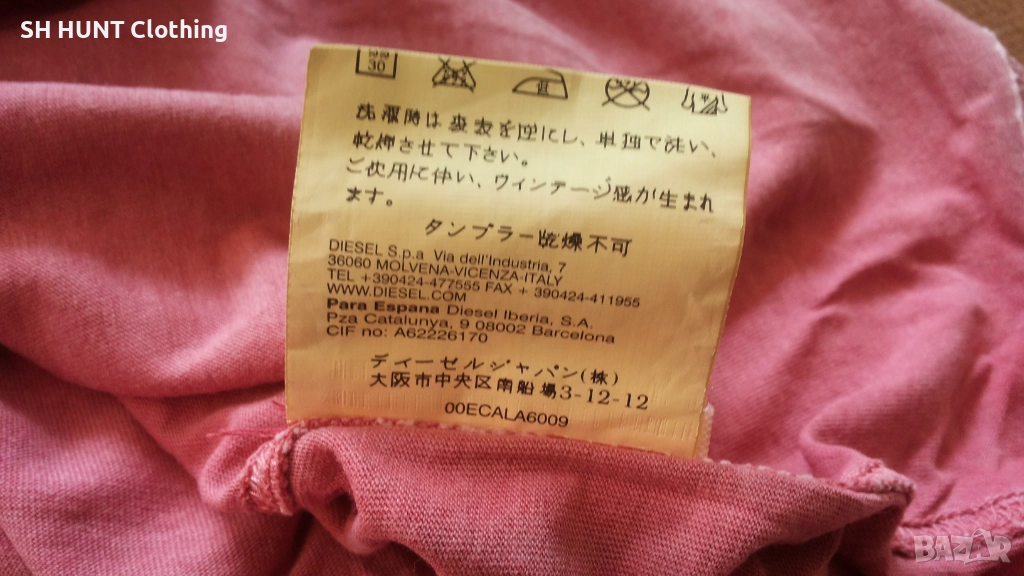 SH HUNT Clothing
30
洗濯時は衣表を逆にし、単独で洗い、
乾燥させて下さい。
ご使用に伴い、ヴィンテージ感が生まれ
ます。
タンブラー乾燥不可
DIESEL S.p.a Via dell'Industria, 7
36060 MOLVENA-VICENZA-ITALY
TEL +390424-477555 FAX + 390424-411955
WWW.DIESEL.COM
Para Espana Diesel Iberia, S.A.
Pza Catalunya, 9 08002 Barcelona
CIF no: A62226170
ディーゼルジャパン(株)
大阪市中央区南船場3-12-12
00ECALA6009
BAZAR